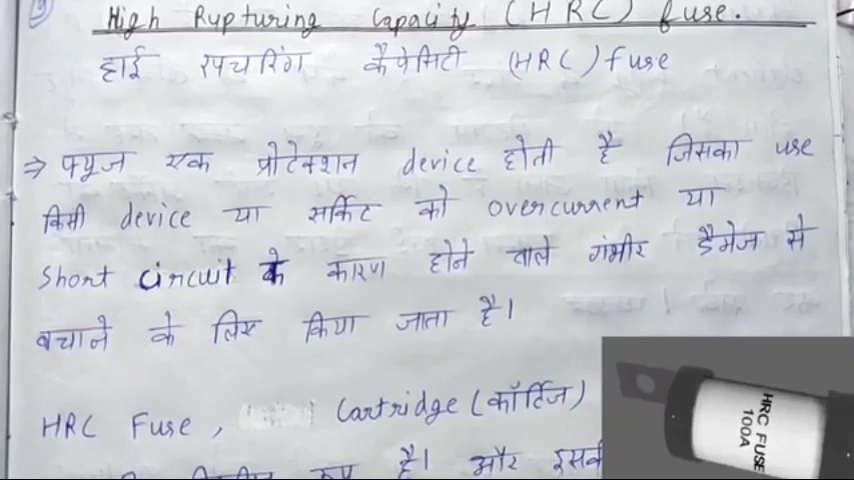 High Rupturing Capacity (HRC) fuse.
हाई रपचरिंग कैपेसिटी (HRC) fuse
⇒ फ्यूज एक प्रोटेक्शन device होती है जिसका use
किसी device या सर्किट को overcurrent या
Short circuit के कारण होने वाले गंभीर डैमेज से
बचाने के लिए किया जाता है।
HRC Fuse, Cartridge (कॉर्टिज)
रूप है। और इसकी
HRC FUSE
100A